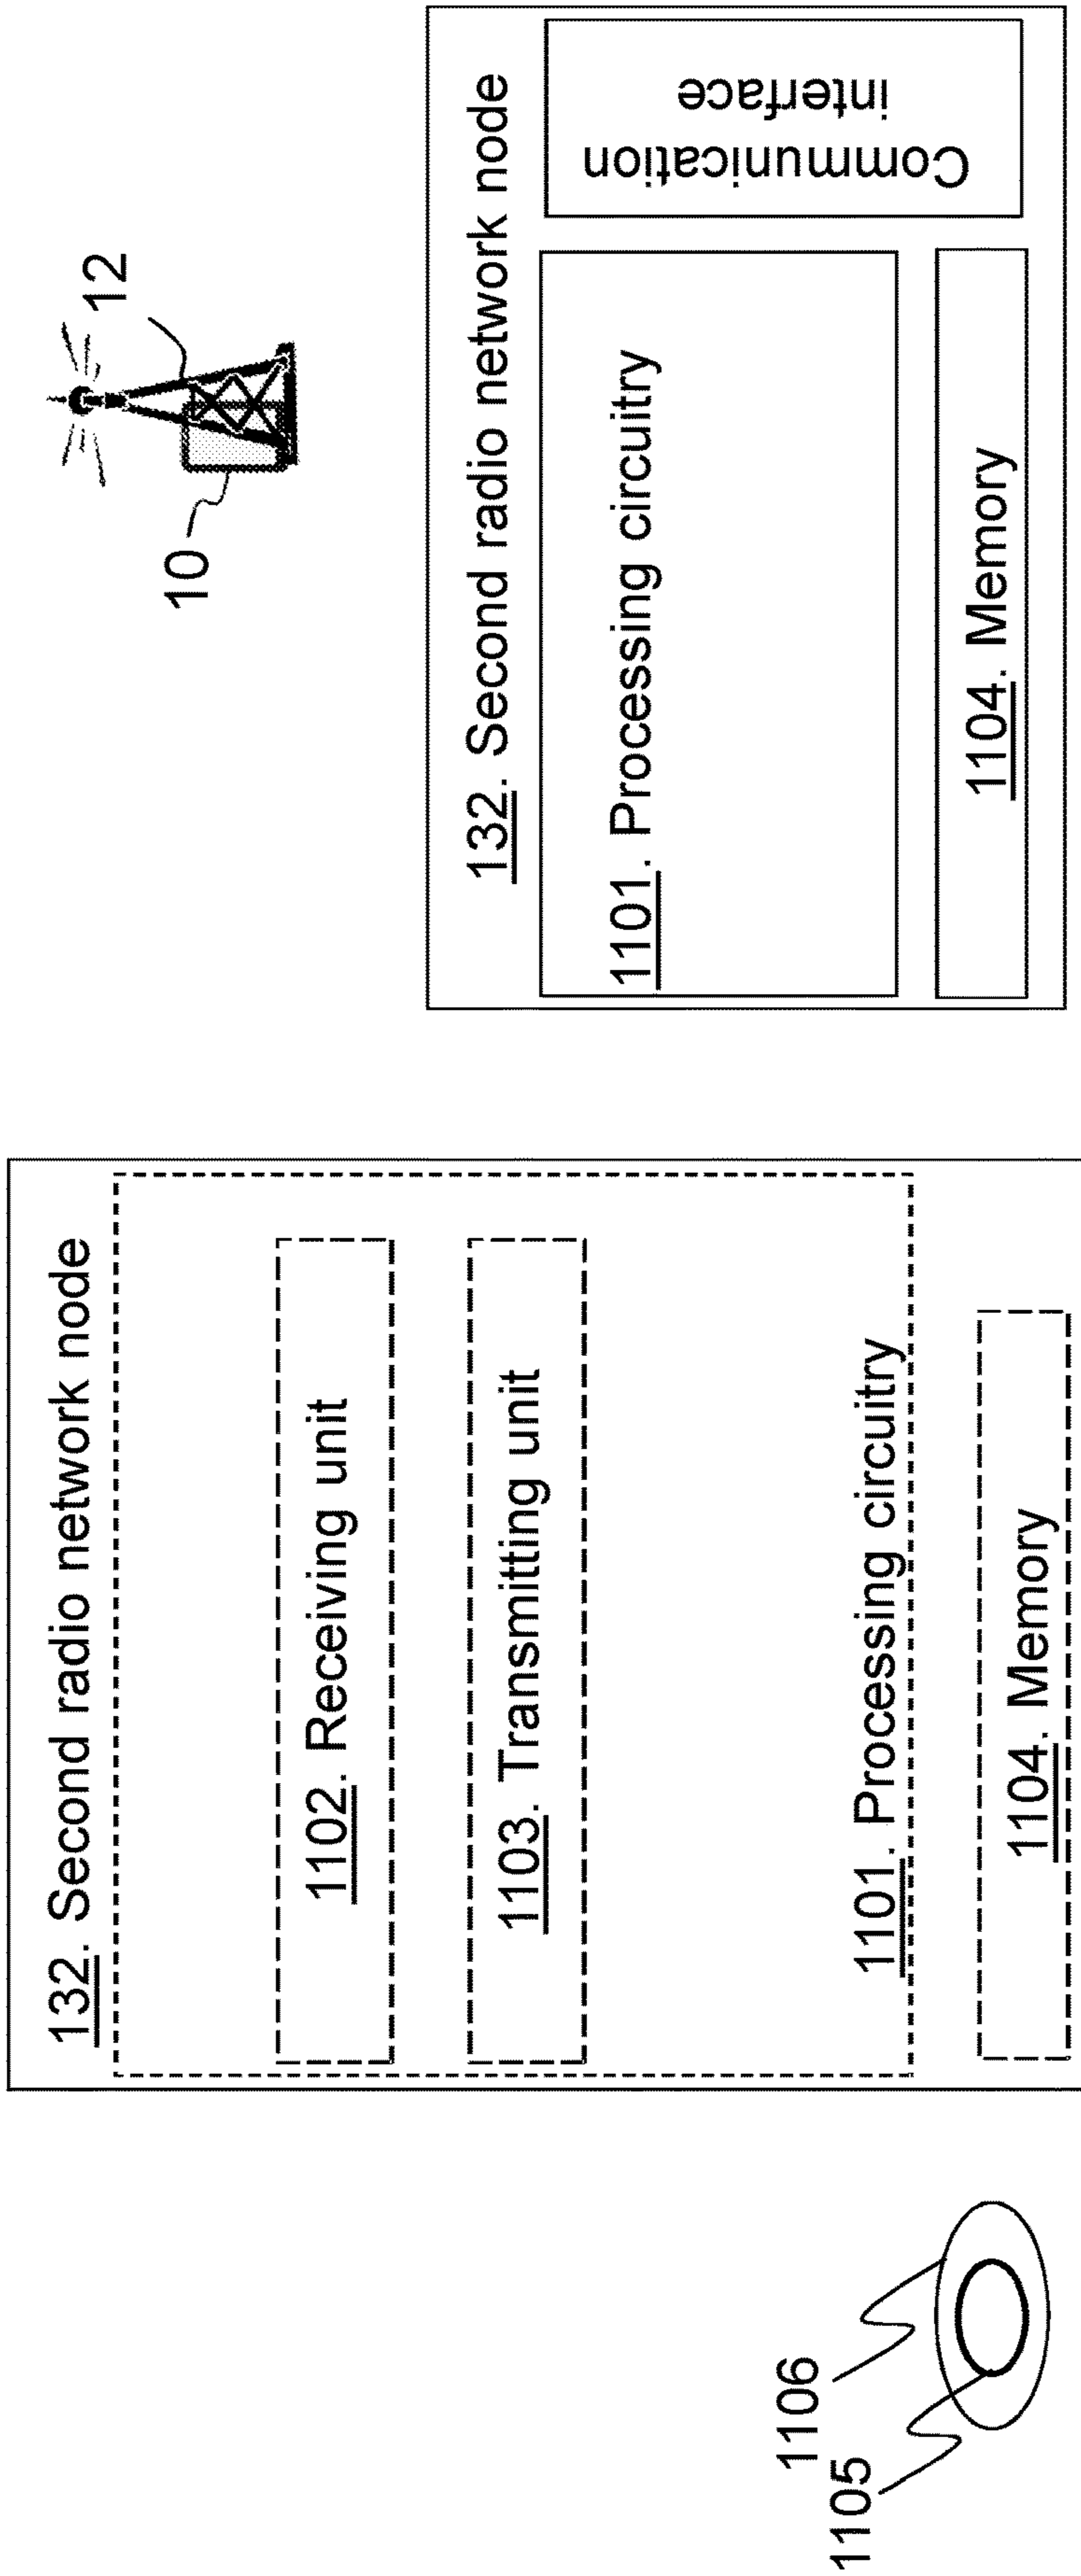 1106
1105
132. Second radio network node
1102. Receiving unit
1103. Transmitting unit
1101. Processing circuitry
1104. Memory
10
12
132. Second radio network node
1101. Processing circuitry
1104. Memory
Communication
interface